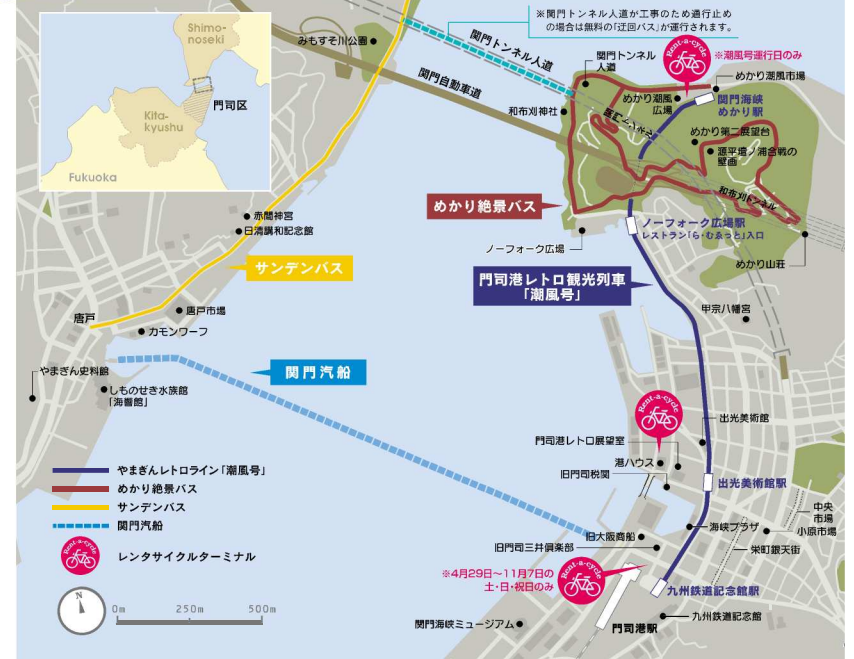 Shimo-
noseki
Kita-
kyushu
門司区
Fukuoka
※関門トンネル人道が工事のため通行止め
の場合は無料の「迂回バス」が運行されます。
みもすそ川公園
関門トンネル人道
関門自動車道
関門トンネル
人道
Rent-a-cycle
※潮風号運行日のみ
めかり潮風市場
めかり潮風
広場
関門海峡
めかり駅
和布刈神社
めかり第二展望台
源平壇ノ浦合戦の
壁画
和布刈トンネル
めかり絶景バス
ノーフォーク広場駅
レストラン「ら・むゑっと」入口
ノーフォーク広場
めかり山荘
赤間神宮
日清講和記念館
サンデンバス
門司港レトロ観光列車
「潮風号」
唐戸市場
唐戸
カモンワーフ
甲宗八幡宮
関門汽船
やまぎん史料館
しものせき水族館
「海響館」
Rent-a-cycle
出光美術館
門司港レトロ展望室
港ハウス
旧門司税関
出光美術館駅
やまぎんレトロライン「潮風号」
めかり絶景バス
サンデンバス
関門汽船
Rent-a-cycle
レンタサイクルターミナル
中央
市場
小原市場
海峡プラザ
旧大阪商船
旧門司三井倶楽部
栄町銀天街
※4月29日～11月7日の
土・日・祝日のみ
Rent-a-cycle
九州鉄道記念館駅
九州鉄道記念館
門司港駅
関門海峡ミュージアム
N
0m 250m 500m